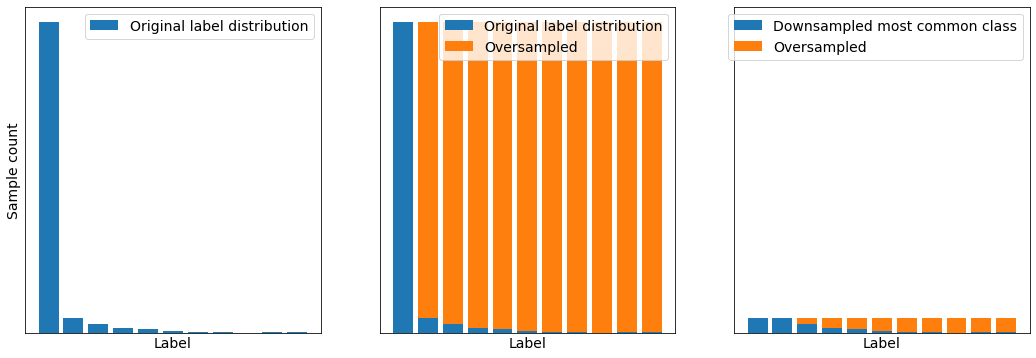 Original label distribution
Sample count
Label
Original label distribution
Oversampled
Label
Downsampled most common class
Oversampled
Label